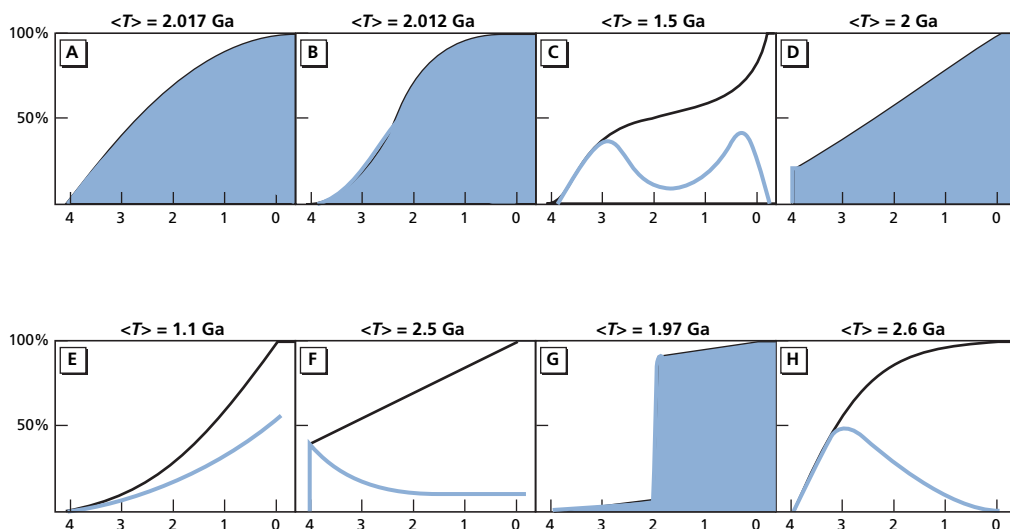 <T> = 2.017 Ga <T> = 2.012 Ga <T> = 1.5 Ga <T> = 2 Ga
100% A B C D
50%
4 3 2 1 0 4 3 2 1 0 4 3 2 1 0 4 3 2 1 0
<T> = 1.1 Ga <T> = 2.5 Ga <T> = 1.97 Ga <T> = 2.6 Ga
100% E F G H
50%
4 3 2 1 0 4 3 2 1 0 4 3 2 1 0 4 3 2 1 0